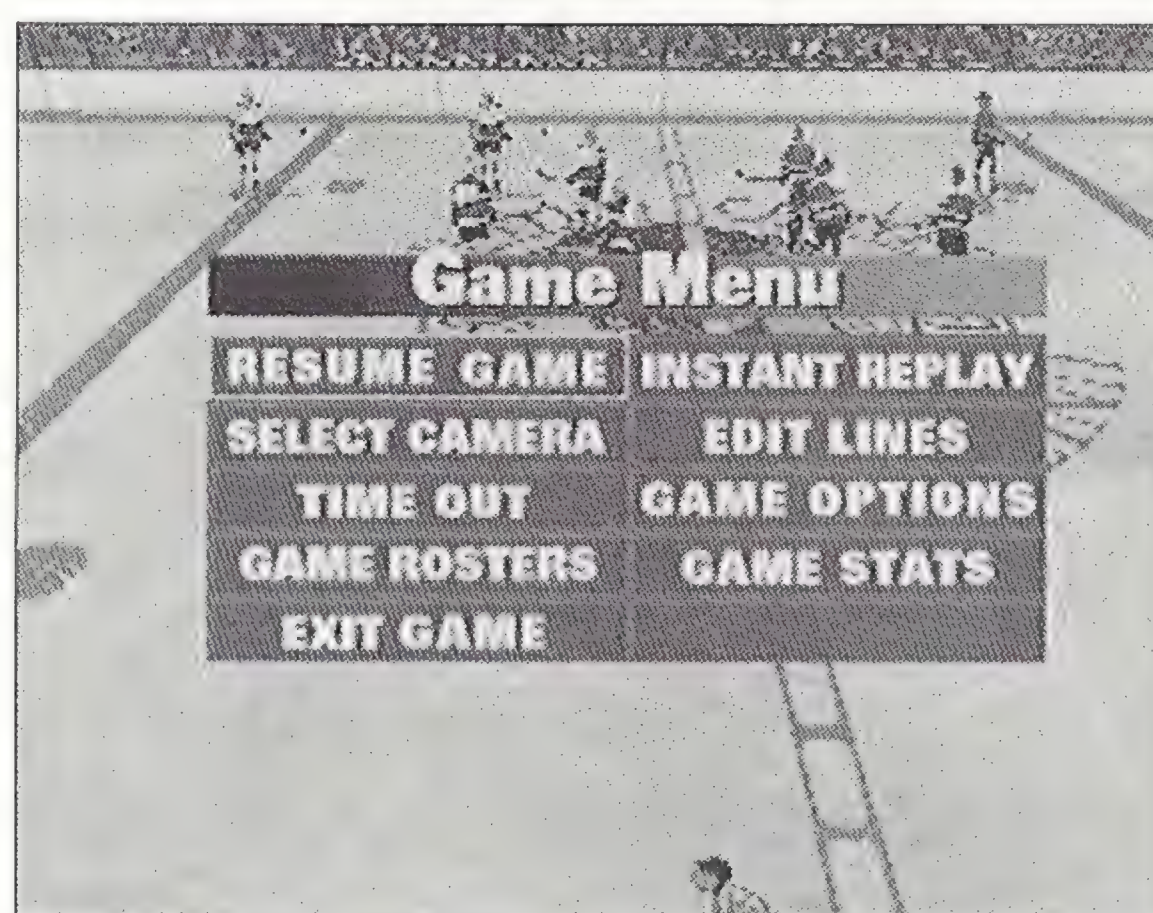 Game Menu
RESUME GAME INSTANT REPLAY
SELECT CAMERA EDIT LINES
TIME OUT GAME OPTIONS
GAME ROSTERS GAME STATS
EXIT GAME